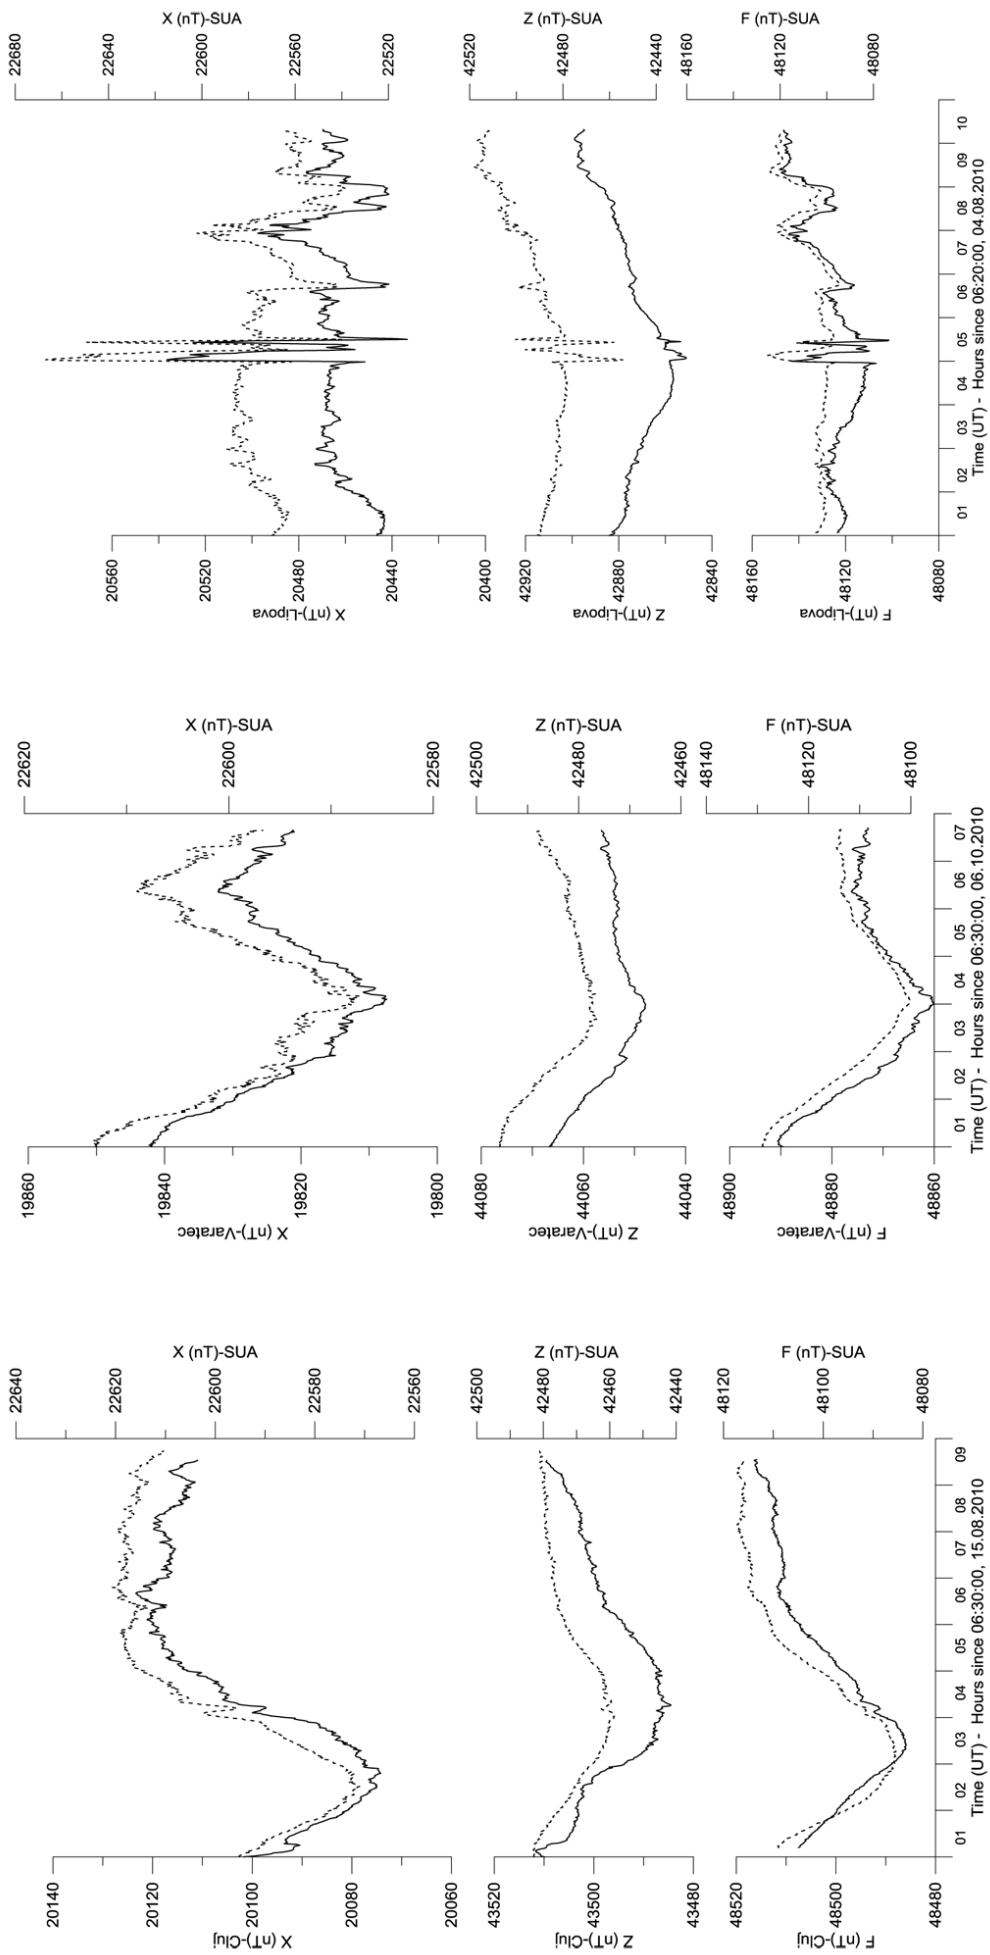 20140
20120
20100
20080
20060
X (nT)-Cluj
22640
22620
22600
22580
22560
X (nT)-SUA
43520
43500
43480
Z (nT)-Cluj
42500
42480
42460
42440
Z (nT)-SUA
48520
48500
48480
F (nT)-Cluj
48120
48100
48080
F (nT)-SUA
01 02 03 04 05 06 07 08 09
Time (UT) - Hours since 06:30:00, 15.08.2010
19860
19840
19820
19800
X (nT)-Varatec
22620
22600
22580
X (nT)-SUA
44080
44060
44040
Z (nT)-Varatec
42500
42480
42460
Z (nT)-SUA
48900
48880
48860
F (nT)-Varatec
48140
48120
48100
F (nT)-SUA
01 02 03 04 05 06 07
Time (UT) - Hours since 06:30:00, 06.10.2010
20560
20520
20480
20440
20400
X (nT)-Lipova
22680
22640
22600
22560
22520
X (nT)-SUA
42920
42880
42840
Z (nT)-Lipova
42520
42480
42440
Z (nT)-SUA
48160
48120
48080
F (nT)-Lipova
48160
48120
48080
F (nT)-SUA
01 02 03 04 05 06 07 08 09 10
Time (UT) - Hours since 06:20:00, 04.08.2010